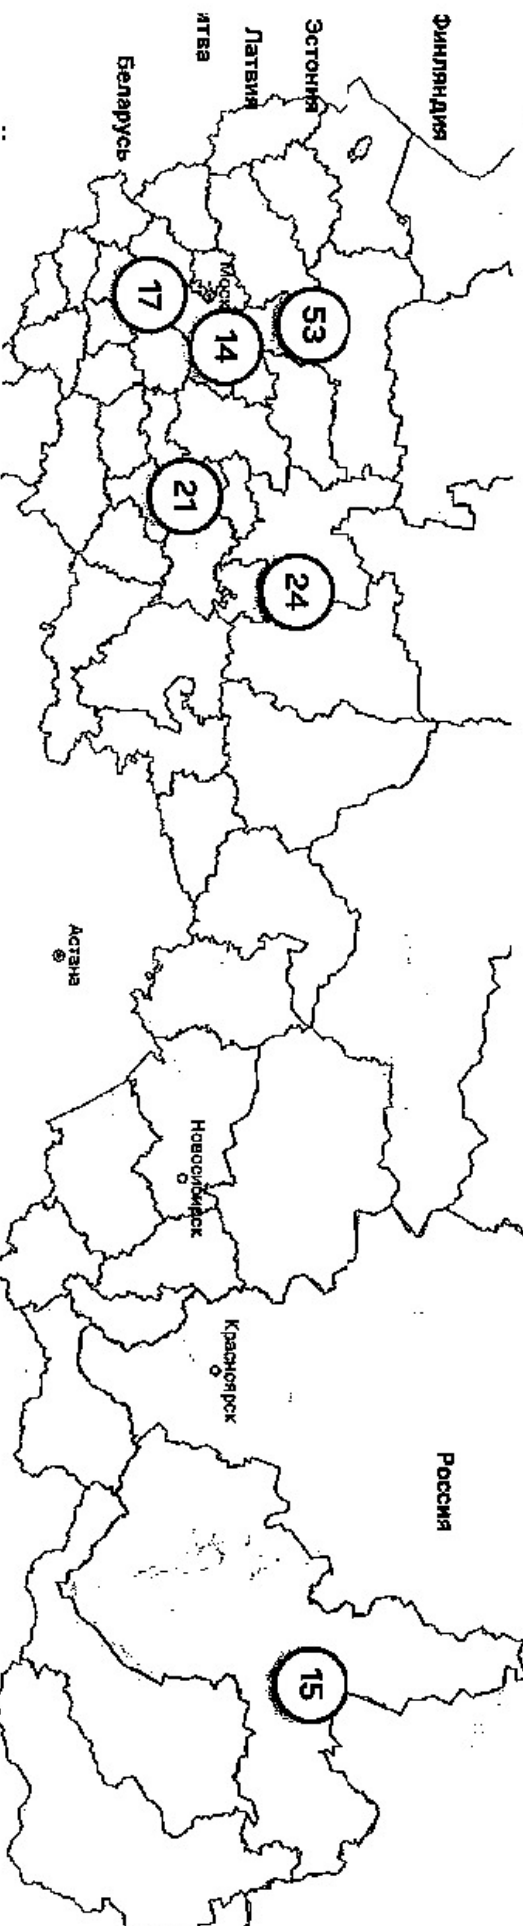 Финляндия
Эстония
Латвия
итва
Беларусь
Россия
53
14
17
21
24
15
Астана
Новосибирск
Красноярск